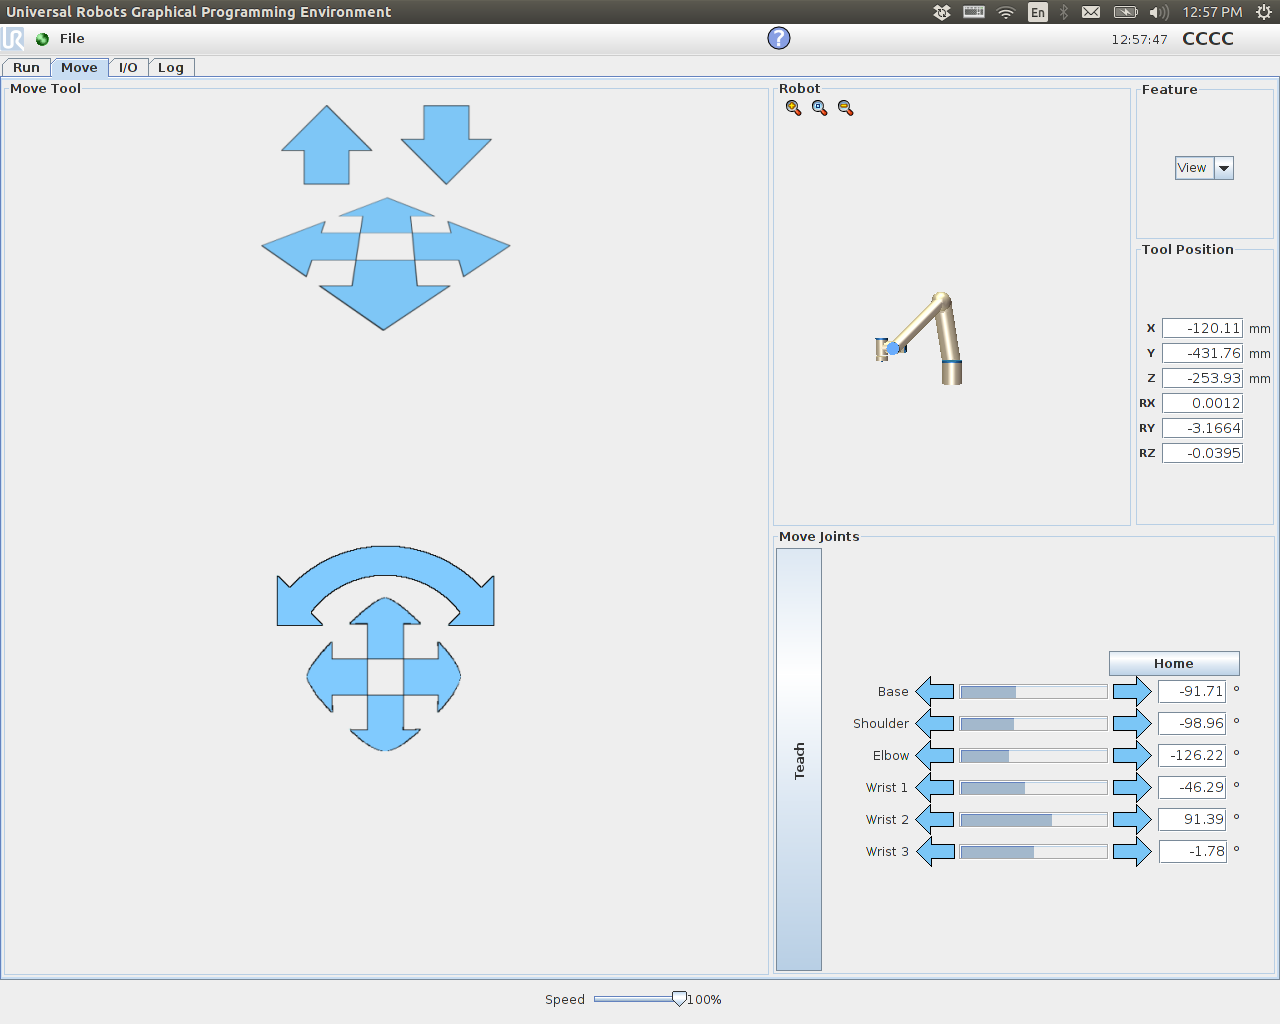 Universal Robots Graphical Programming Environment En 12:57 PM
UR File ? 12:57:47 CCCC
Run Move I/O Log
Move Tool
Robot
Feature
View
Tool Position
X -120.11 mm
Y -431.76 mm
Z -253.93 mm
RX 0.0012
RY -3.1664
RZ -0.0395
Move Joints
Teach
Home
Base -91.71 °
Shoulder -98.96 °
Elbow -126.22 °
Wrist 1 -46.29 °
Wrist 2 91.39 °
Wrist 3 -1.78 °
Speed 100%